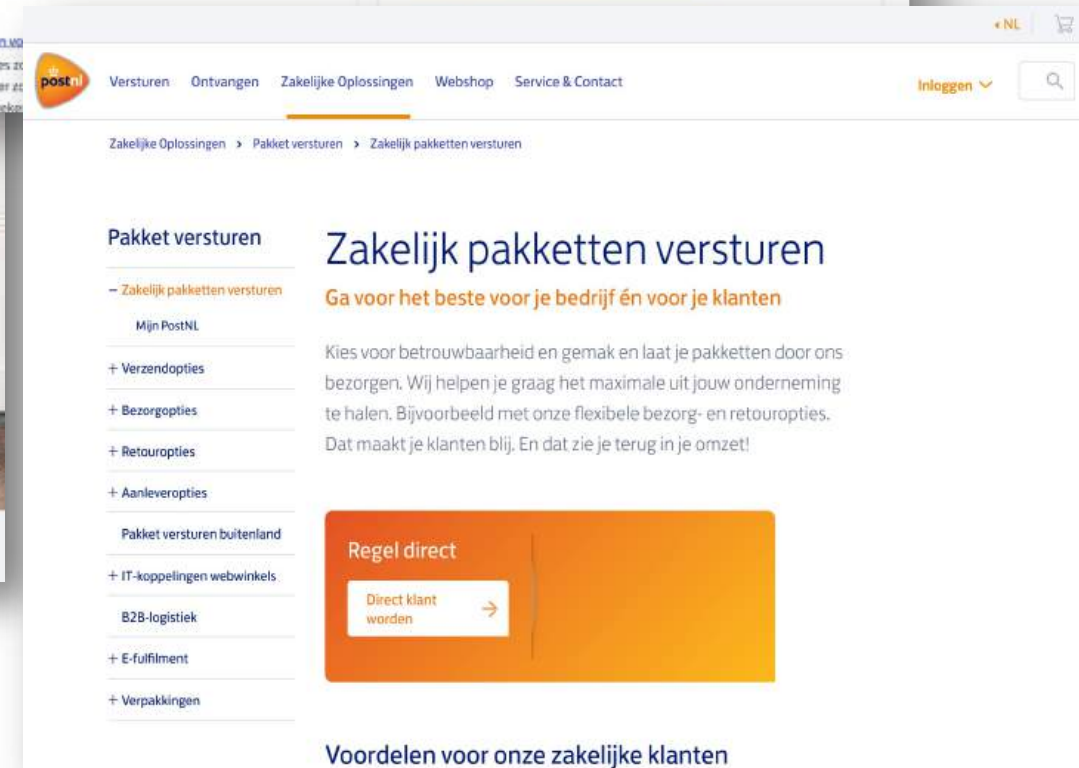 NL
postnl
Versturen Ontvangen Zakelijke Oplossingen Webshop Service & Contact
Inloggen
Zakelijke Oplossingen > Pakket versturen > Zakelijk pakketten versturen
Pakket versturen
– Zakelijk pakketten versturen
Mijn PostNL
+ Verzendopties
+ Bezorgopties
+ Retouropties
+ Aanleveropties
Pakket versturen buitenland
+ IT-koppelingen webwinkels
B2B-logistiek
+ E-fulfilment
+ Verpakkingen
Zakelijk pakketten versturen
Ga voor het beste voor je bedrijf én voor je klanten
Kies voor betrouwbaarheid en gemak en laat je pakketten door ons
bezorgen. Wij helpen je graag het maximale uit jouw onderneming
te halen. Bijvoorbeeld met onze flexibele bezorg- en retouropties.
Dat maakt je klanten blij. En dat zie je terug in je omzet!
Regel direct
Direct klant
worden
Voordelen voor onze zakelijke klanten